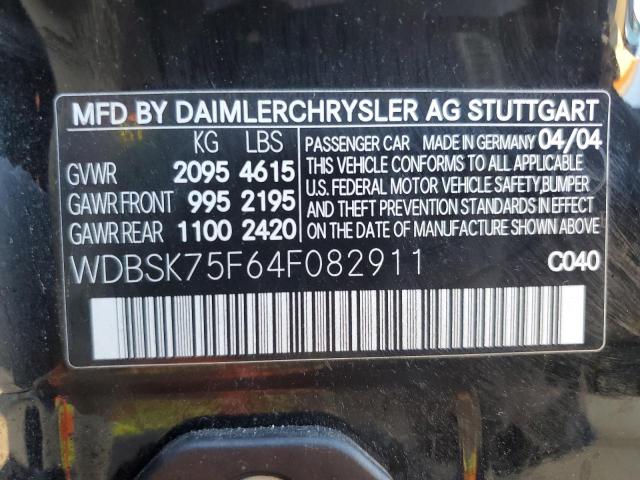 MFD BY DAIMLERCHRYSLER AG STUTTGART
KG LBS
GVWR 2095 4615
GAWR FRONT 995 2195
GAWR REAR 1100 2420
PASSENGER CAR MADE IN GERMANY 04/04
THIS VEHICLE CONFORMS TO ALL APPLICABLE
U.S. FEDERAL MOTOR VEHICLE SAFETY,BUMPER
AND THEFT PREVENTION STANDARDS IN EFFECT
ON THE DATE OF MANUFACTURE SHOWN ABOVE
WDBSK75F64F082911 C040